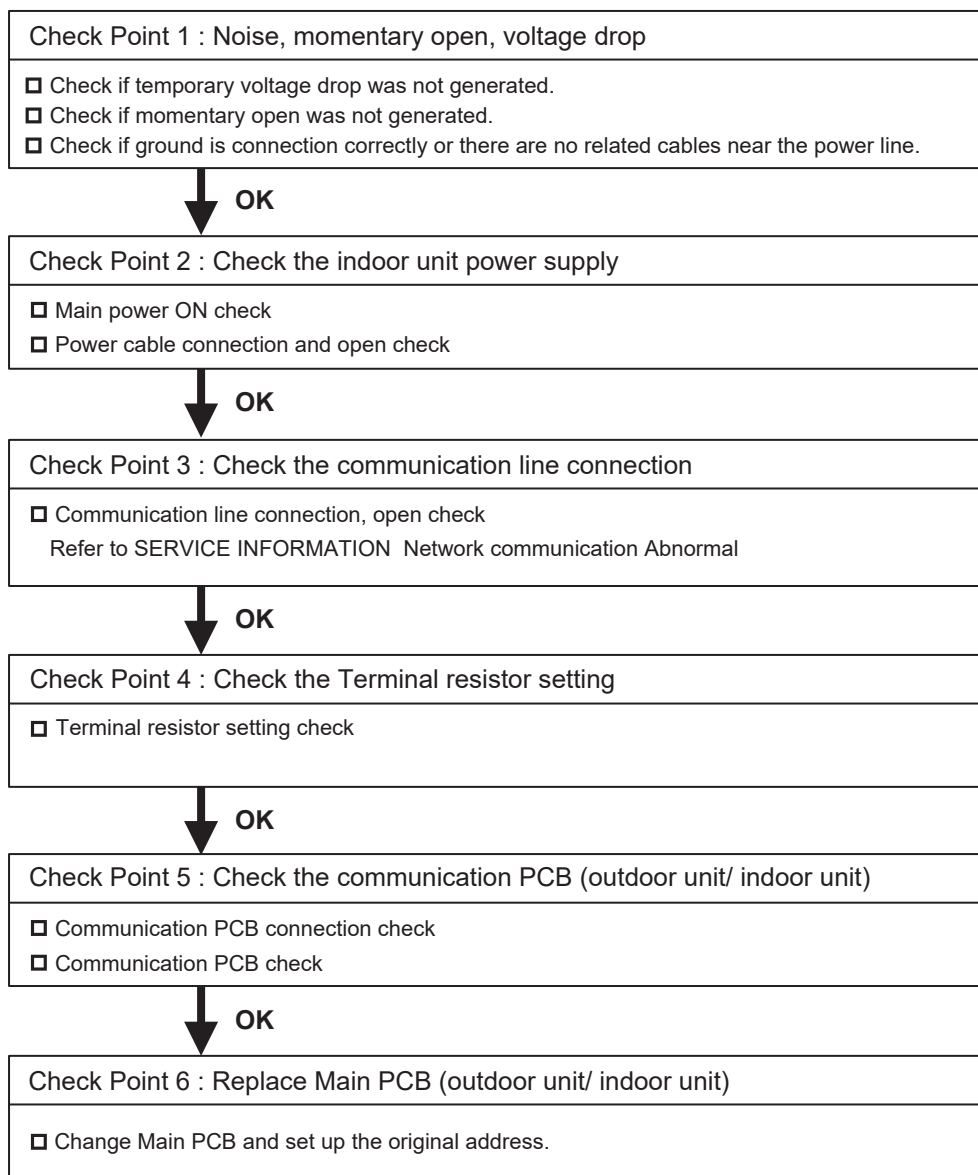 Check Point 1 : Noise, momentary open, voltage drop
Check if temporary voltage drop was not generated.
Check if momentary open was not generated.
Check if ground is connection correctly or there are no related cables near the power line.
OK
Check Point 2 : Check the indoor unit power supply
Main power ON check
Power cable connection and open check
OK
Check Point 3 : Check the communication line connection
Communication line connection, open check
Refer to SERVICE INFORMATION  Network communication Abnormal
OK
Check Point 4 : Check the Terminal resistor setting
Terminal resistor setting check
OK
Check Point 5 : Check the communication PCB (outdoor unit/ indoor unit)
Communication PCB connection check
Communication PCB check
OK
Check Point 6 : Replace Main PCB (outdoor unit/ indoor unit)
Change Main PCB and set up the original address.